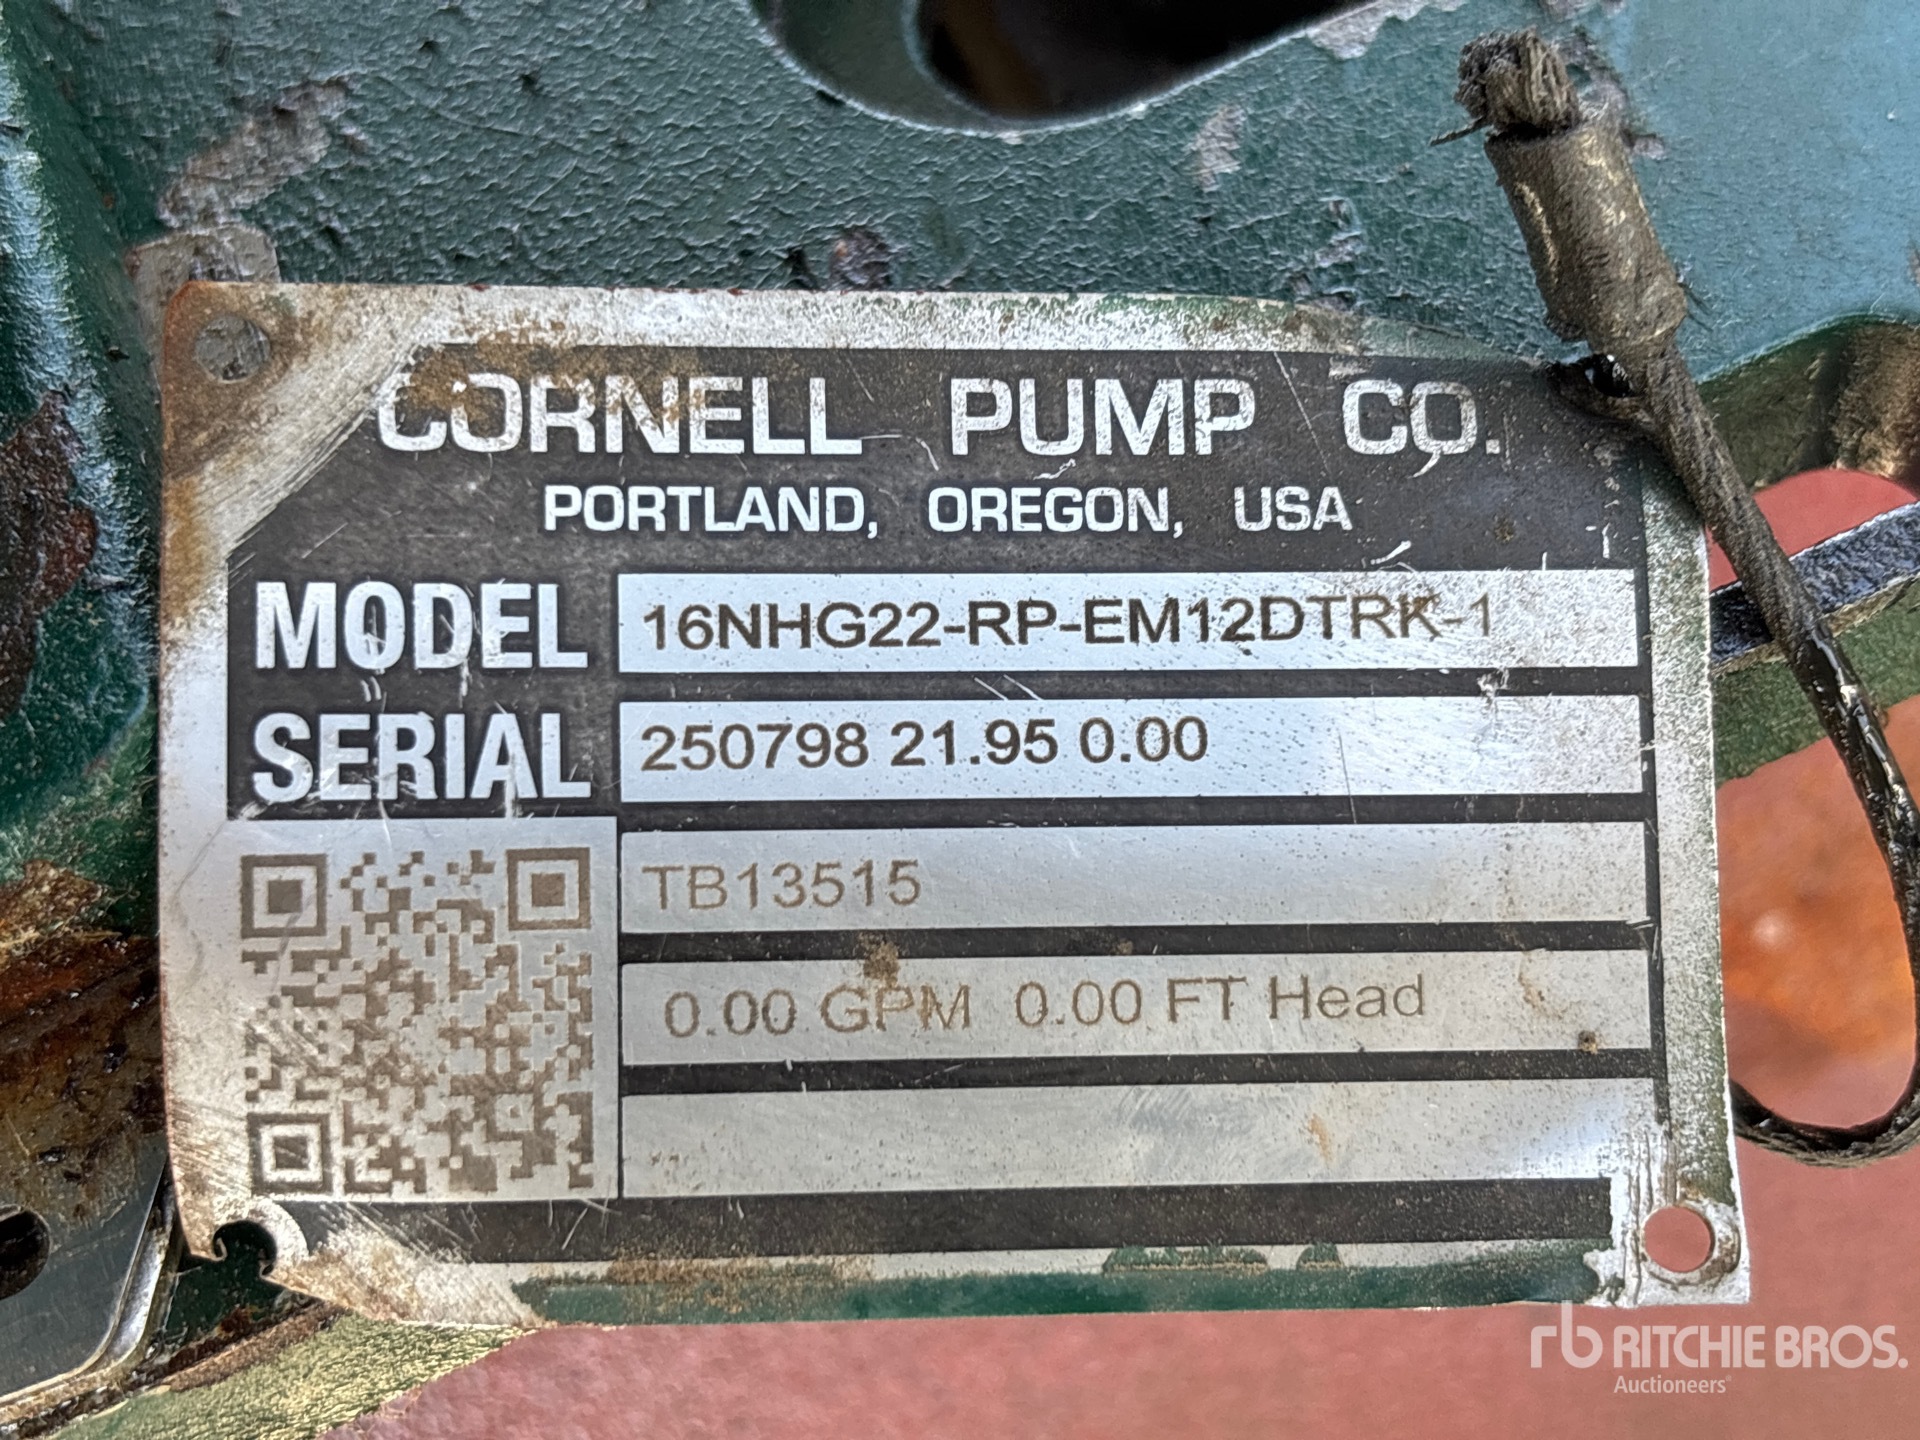 CORNELL PUMP CO.
PORTLAND, OREGON, USA
MODEL 16NHG22-RP-EM12DTRK-1
SERIAL 250798 21.95 0.00
TB13515
0.00 GPM 0.00 FT Head
rb RITCHIE BROS.
Auctioneers